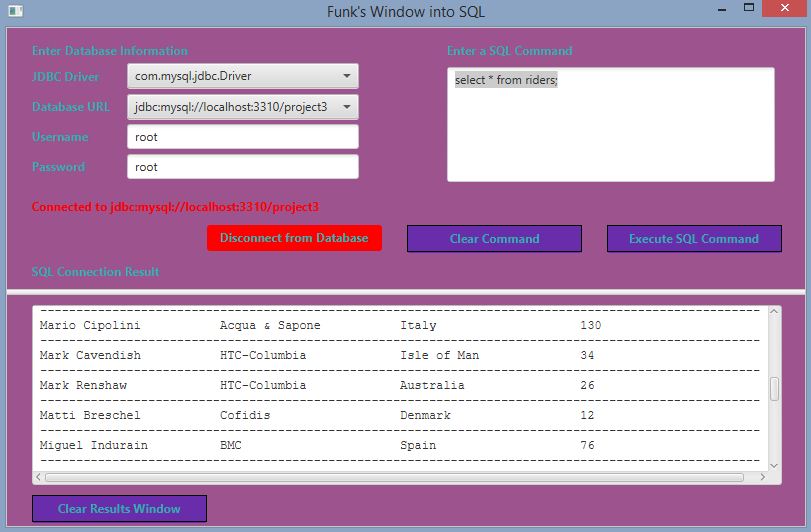 Funk's Window into SQL
Enter Database Information
JDBC Driver com.mysql.jdbc.Driver
Database URL jdbc:mysql://localhost:3310/project3
Username root
Password root
Enter a SQL Command
select * from riders;
Connected to jdbc:mysql://localhost:3310/project3
Disconnect from Database Clear Command Execute SQL Command
SQL Connection Result
Mario Cipolini Acqua & Sapone Italy 130
Mark Cavendish HTC-Columbia Isle of Man 34
Mark Renshaw HTC-Columbia Australia 26
Matti Breschel Cofidis Denmark 12
Miguel Indurain BMC Spain 76
Clear Results Window